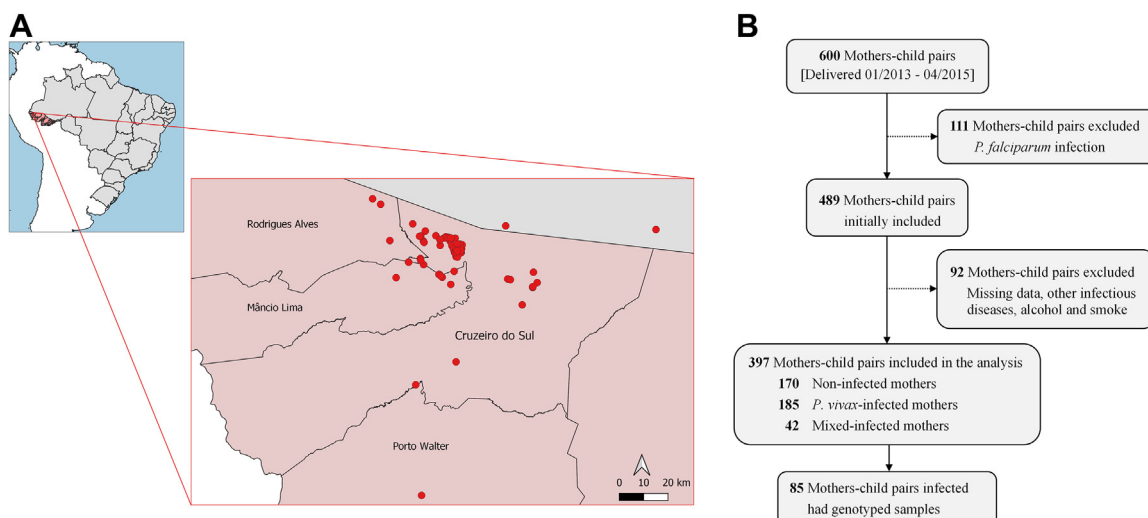 A
Rodrigues Alves
Mâncio Lima
Cruzeiro do Sul
Porto Walter
0 10 20 km
B
600 Mothers-child pairs
[Delivered 01/2013 - 04/2015]
111 Mothers-child pairs excluded
P. falciparum infection
489 Mothers-child pairs
initially included
92 Mothers-child pairs excluded
Missing data, other infectious
diseases, alcohol and smoke
397 Mothers-child pairs included in the analysis
170 Non-infected mothers
185 P. vivax-infected mothers
42 Mixed-infected mothers
85 Mothers-child pairs infected
had genotyped samples